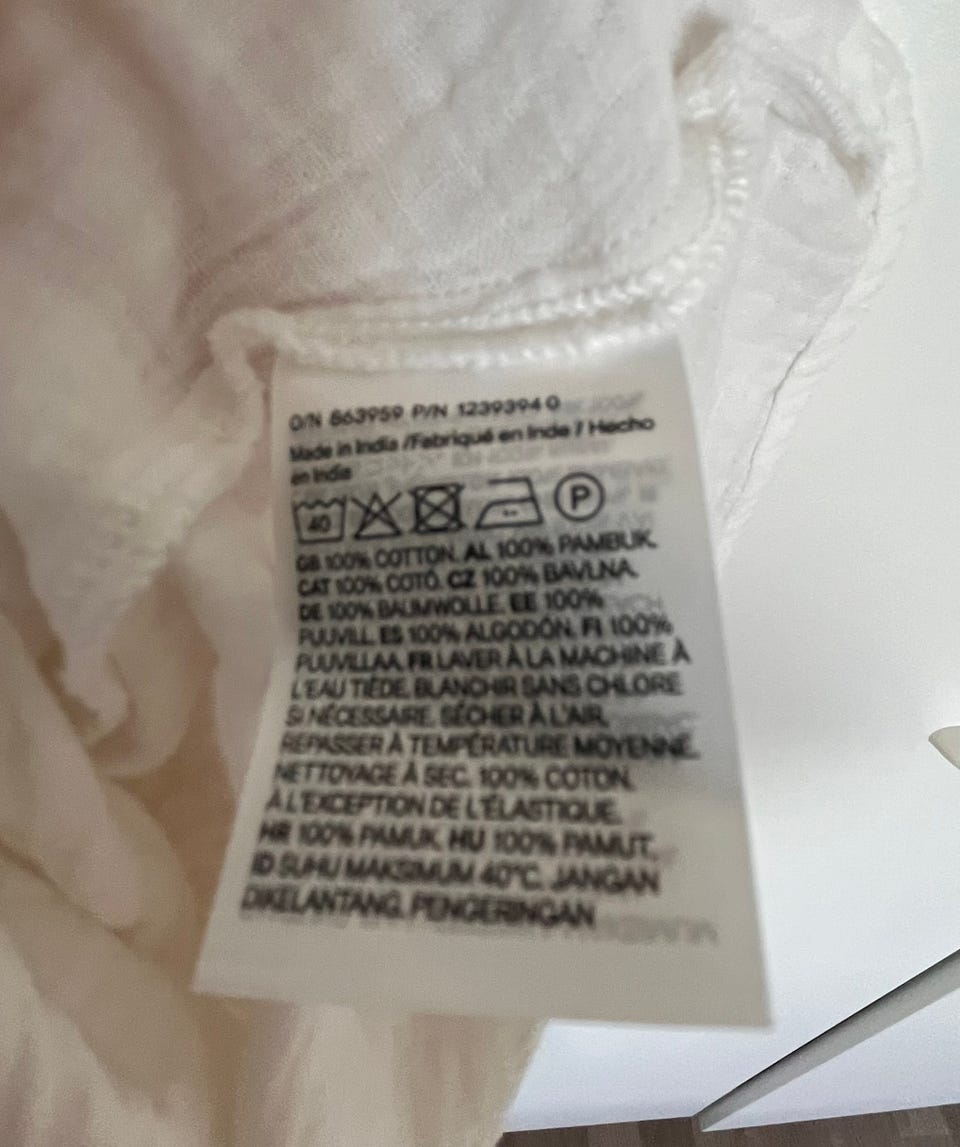 O/N 863959 P/N 1239394 0
Made in India /Fabriqué en Inde / Hecho
en India
40 P
GB 100% COTTON. AL 100% PAMBUK.
CAT 100% COTÓ. CZ 100% BAVLNA.
DE 100% BAUMWOLLE. EE 100%
PUUVILL. ES 100% ALGODÓN. FI 100%
PUUVILLAA. FR LAVER À LA MACHINE À
L'EAU TIÈDE. BLANCHIR SANS CHLORE
SI NÉCESSAIRE. SÉCHER À L'AIR.
REPASSER À TEMPÉRATURE MOYENNE.
NETTOYAGE À SEC. 100% COTON.
À L'EXCEPTION DE L'ÉLASTIQUE.
HR 100% PAMUK. HU 100% PAMUT.
ID SUHU MAKSIMUM 40°C. JANGAN
DIKELANTANG. PENGERINGAN